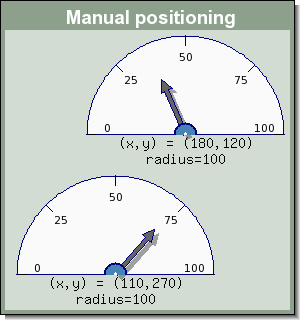 Manual positioning
50
25 75
0 100
(x,y) = (180,120)
radius=100
50
25 75
0 100
(x,y) = (110,270)
radius=100